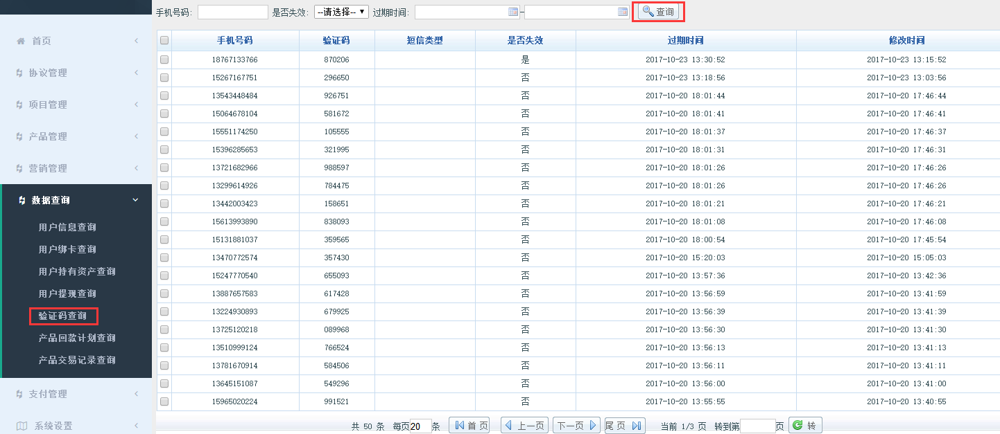 首页
协议管理
项目管理
产品管理
营销管理
数据查询
用户信息查询
用户绑卡查询
用户持有资产查询
用户提现查询
验证码查询
产品回款计划查询
产品交易记录查询
支付管理
系统设置
手机号码: 是否失效: --请选择-- 过期时间: - 查询
手机号码 验证码 短信类型 是否失效 过期时间 修改时间
18767133766 870206 是 2017-10-23 13:30:52 2017-10-23 13:15:52
15267167751 296650 否 2017-10-23 13:18:56 2017-10-23 13:03:56
13543448484 926751 否 2017-10-20 18:01:44 2017-10-20 17:46:44
15064678104 581672 否 2017-10-20 18:01:41 2017-10-20 17:46:41
15551174250 105555 否 2017-10-20 18:01:37 2017-10-20 17:46:37
15396285653 321995 否 2017-10-20 18:01:31 2017-10-20 17:46:31
13721682966 988597 否 2017-10-20 18:01:26 2017-10-20 17:46:26
13299614926 784475 否 2017-10-20 18:01:26 2017-10-20 17:46:26
13442003423 158651 否 2017-10-20 18:01:21 2017-10-20 17:46:21
15613993890 838093 否 2017-10-20 18:01:08 2017-10-20 17:46:08
15131881037 359565 否 2017-10-20 18:00:54 2017-10-20 17:45:54
13470772574 357430 否 2017-10-20 15:20:03 2017-10-20 15:05:03
15247770540 655093 否 2017-10-20 13:57:36 2017-10-20 13:42:36
13887657583 617428 否 2017-10-20 13:56:59 2017-10-20 13:41:59
13224930893 679925 否 2017-10-20 13:56:39 2017-10-20 13:41:39
13725120218 089968 否 2017-10-20 13:56:30 2017-10-20 13:41:30
13510999124 766524 否 2017-10-20 13:56:13 2017-10-20 13:41:13
13781670914 584506 否 2017-10-20 13:56:11 2017-10-20 13:41:11
13645151087 549296 否 2017-10-20 13:56:00 2017-10-20 13:41:00
15965020224 991521 否 2017-10-20 13:55:55 2017-10-20 13:40:55
共 50 条 每页20 条 首 页 上一页 下一页 尾 页 当前 1/3 页 转到第 页 转